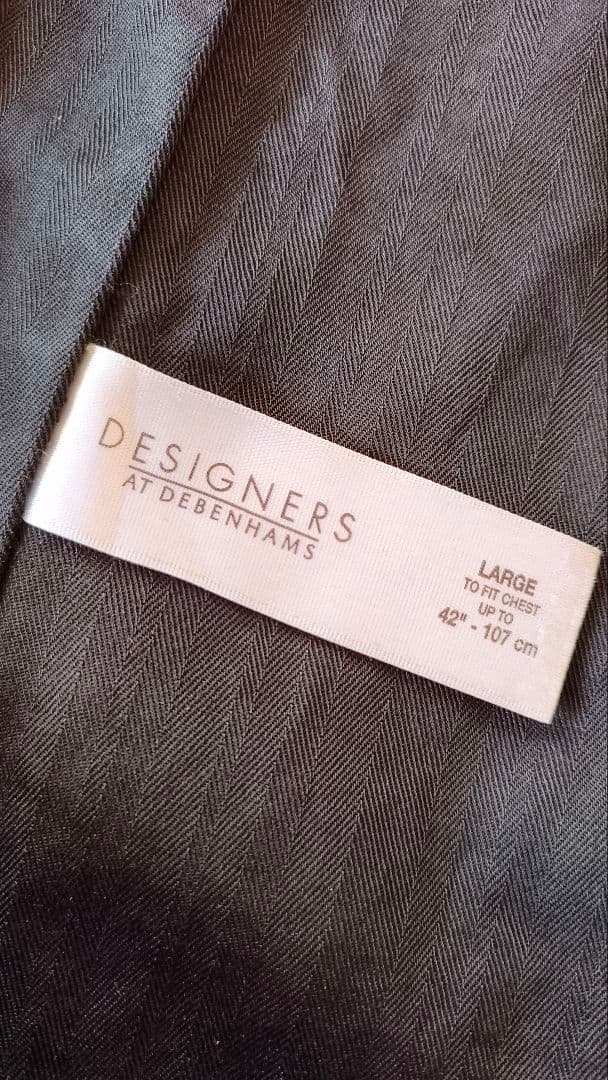 DESIGNERS
AT DEBENHAMS
LARGE
TO FIT CHEST
UP TO
42" - 107 cm